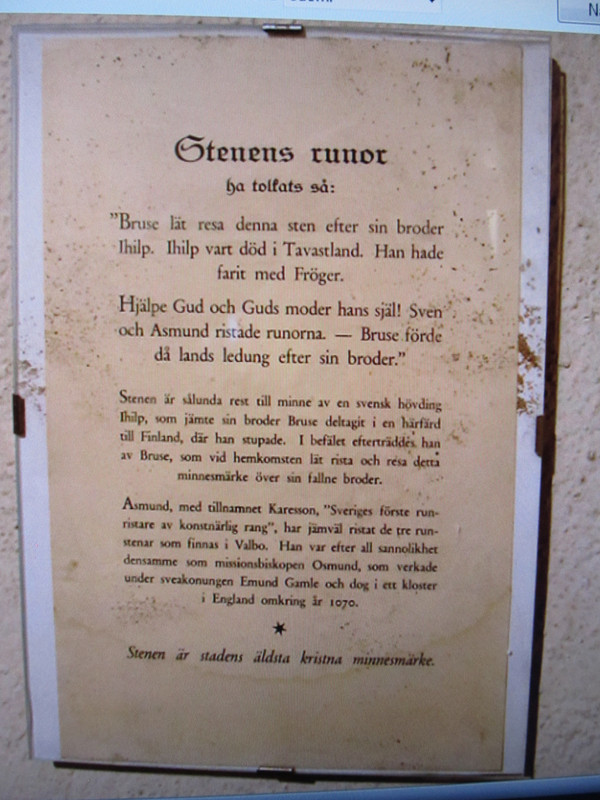 Stenens runor
ha tolkats så:
"Bruse lät resa denna sten efter sin broder
Ihilp. Ihilp vart död i Tavastland. Han hade
farit med Fröger.
Hjälpe Gud och Guds moder hans själ! Sven
och Asmund ristade runorna. — Bruse förde
då lands ledung efter sin broder."
Stenen är sålunda rest till minne av en svensk hövding
Ihilp, som jämte sin broder Bruse deltagit i en härfärd
till Finland, där han stupade. I befälet efterträddes han
av Bruse, som vid hemkomsten lät rista och resa detta
minnesmärke över sin fallne broder.
Asmund, med tillnamnet Karesson, "Sveriges förste run-
ristare av konstnärlig rang", har jämväl ristat de tre run-
stenar som finnas i Valbo. Han var efter all sannolikhet
densamme som missionsbiskopen Osmund, som verkade
under sveakonungen Emund Gamle och dog i ett kloster
i England omkring år 1070.
Stenen är stadens äldsta kristna minnesmärke.